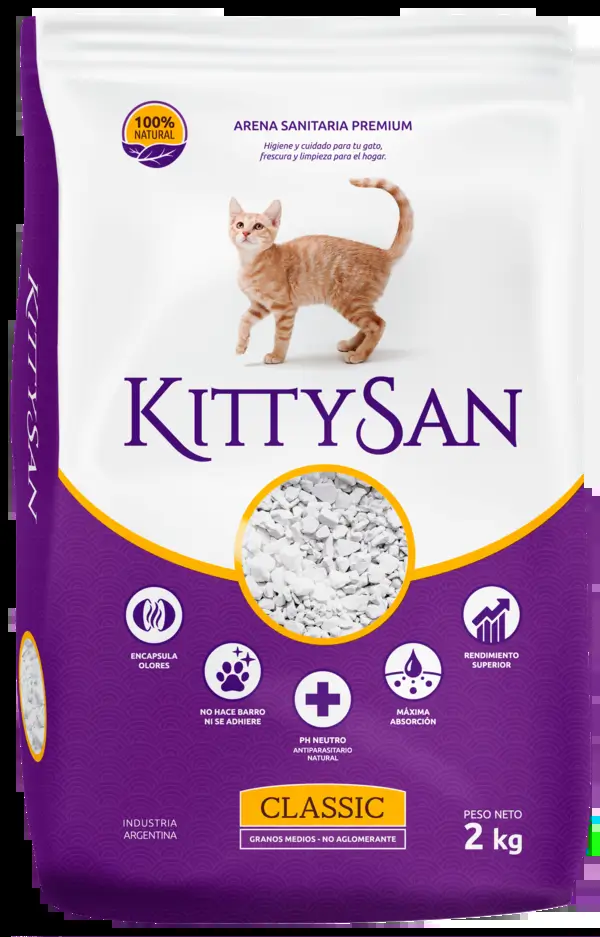 100%
NATURAL
ARENA SANITARIA PREMIUM
Higiene y cuidado para tu gato,
frescura y limpieza para el hogar.
KITTYSAN
KITTYSAN
ENCAPSULA
OLORES
RENDIMIENTO
SUPERIOR
NO HACE BARRO
NI SE ADHIERE
MÁXIMA
ABSORCIÓN
PH NEUTRO
ANTIPARASITARIO
NATURAL
CLASSIC
GRANOS MEDIOS - NO AGLOMERANTE
INDUSTRIA
ARGENTINA
PESO NETO
2 kg